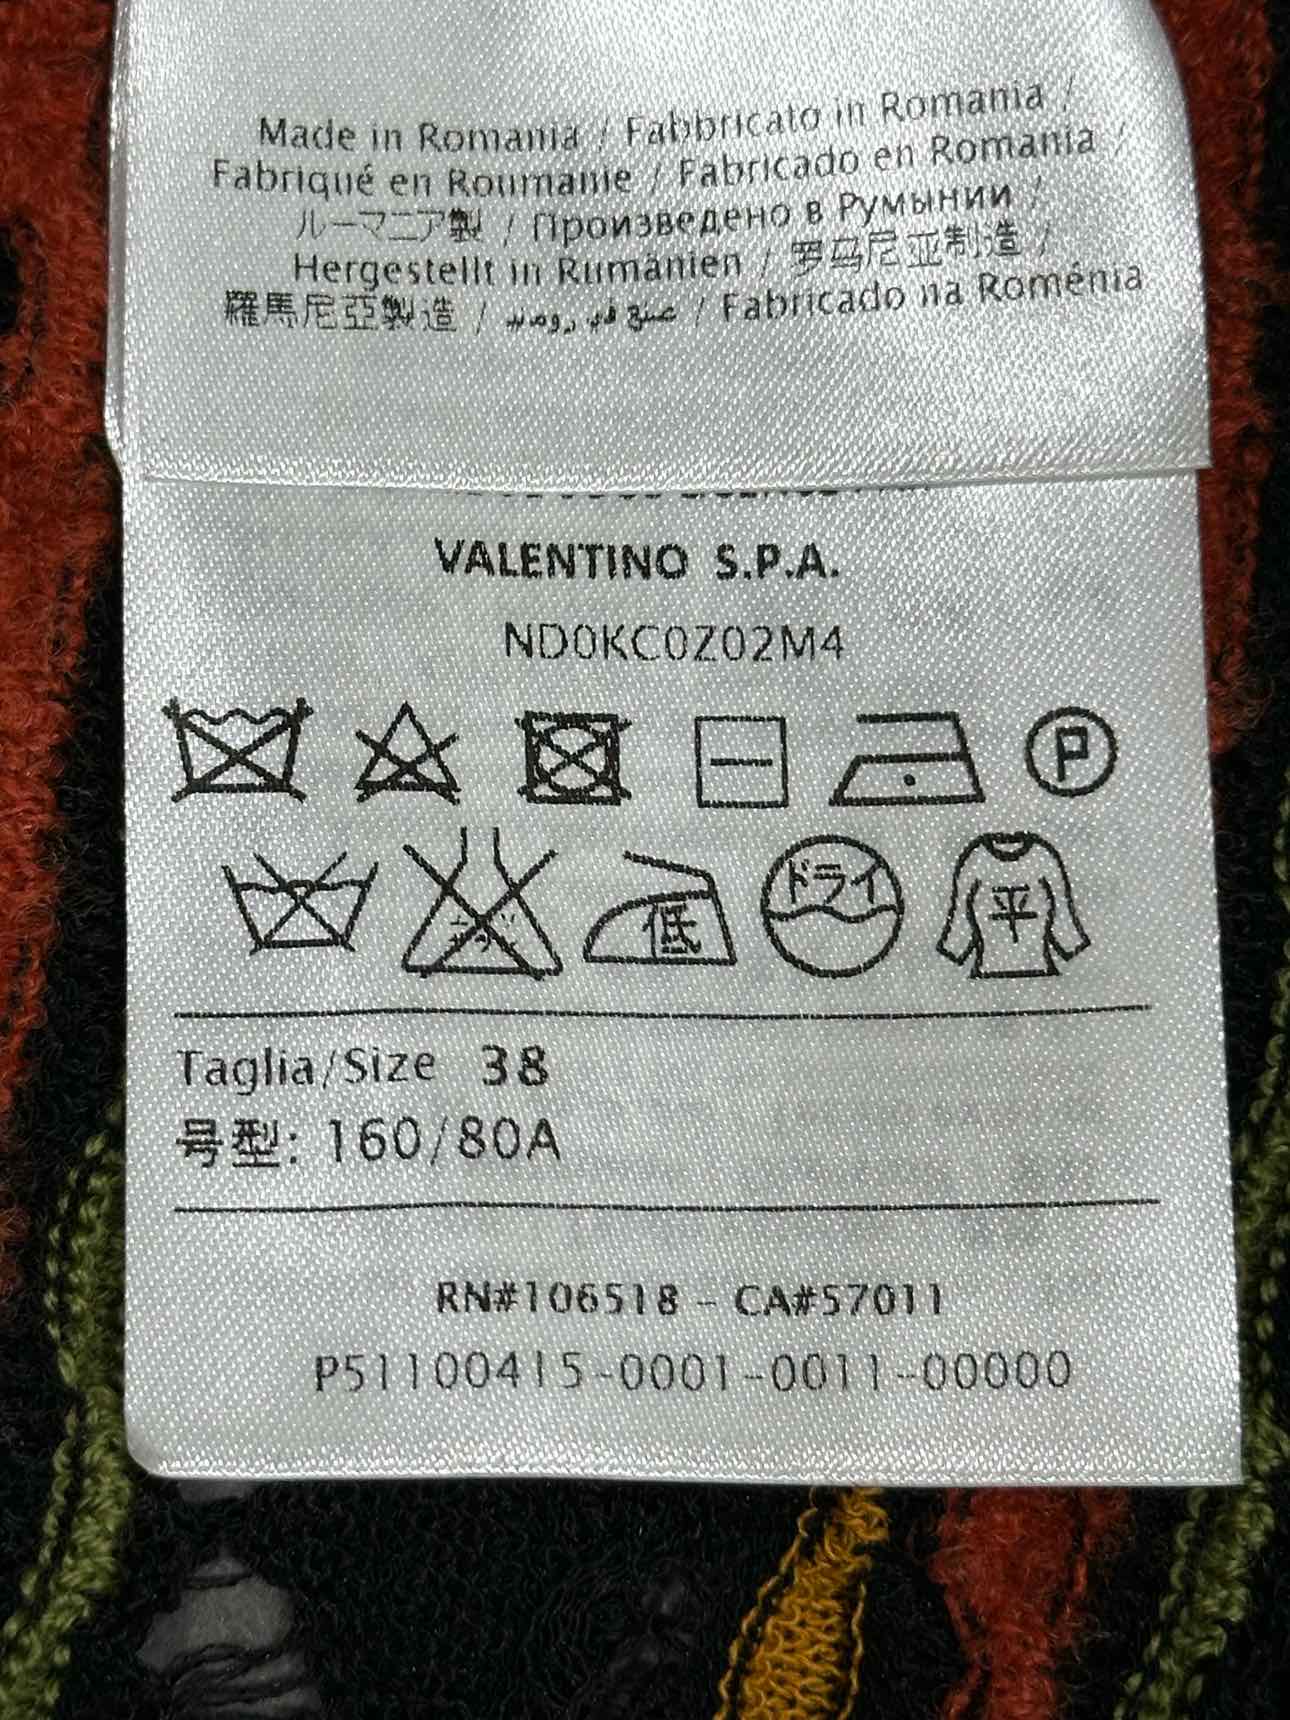 Made in Romania / Fabbricato in Romania /
Fabriqué en Roumanie / Fabricado en Romania /
ルーマニア製 / Произведено в Румынии /
Hergestellt in Rumänien / 罗马尼亚制造 /
羅馬尼亞製造 / صنع في رومانيا / Fabricado na Roménia
VALENTINO S.P.A.
ND0KC0Z02M4
P
低 ドライ 平
Taglia/Size 38
号型: 160/80A
RN#106518 - CA#57011
P51100415-0001-0011-00000